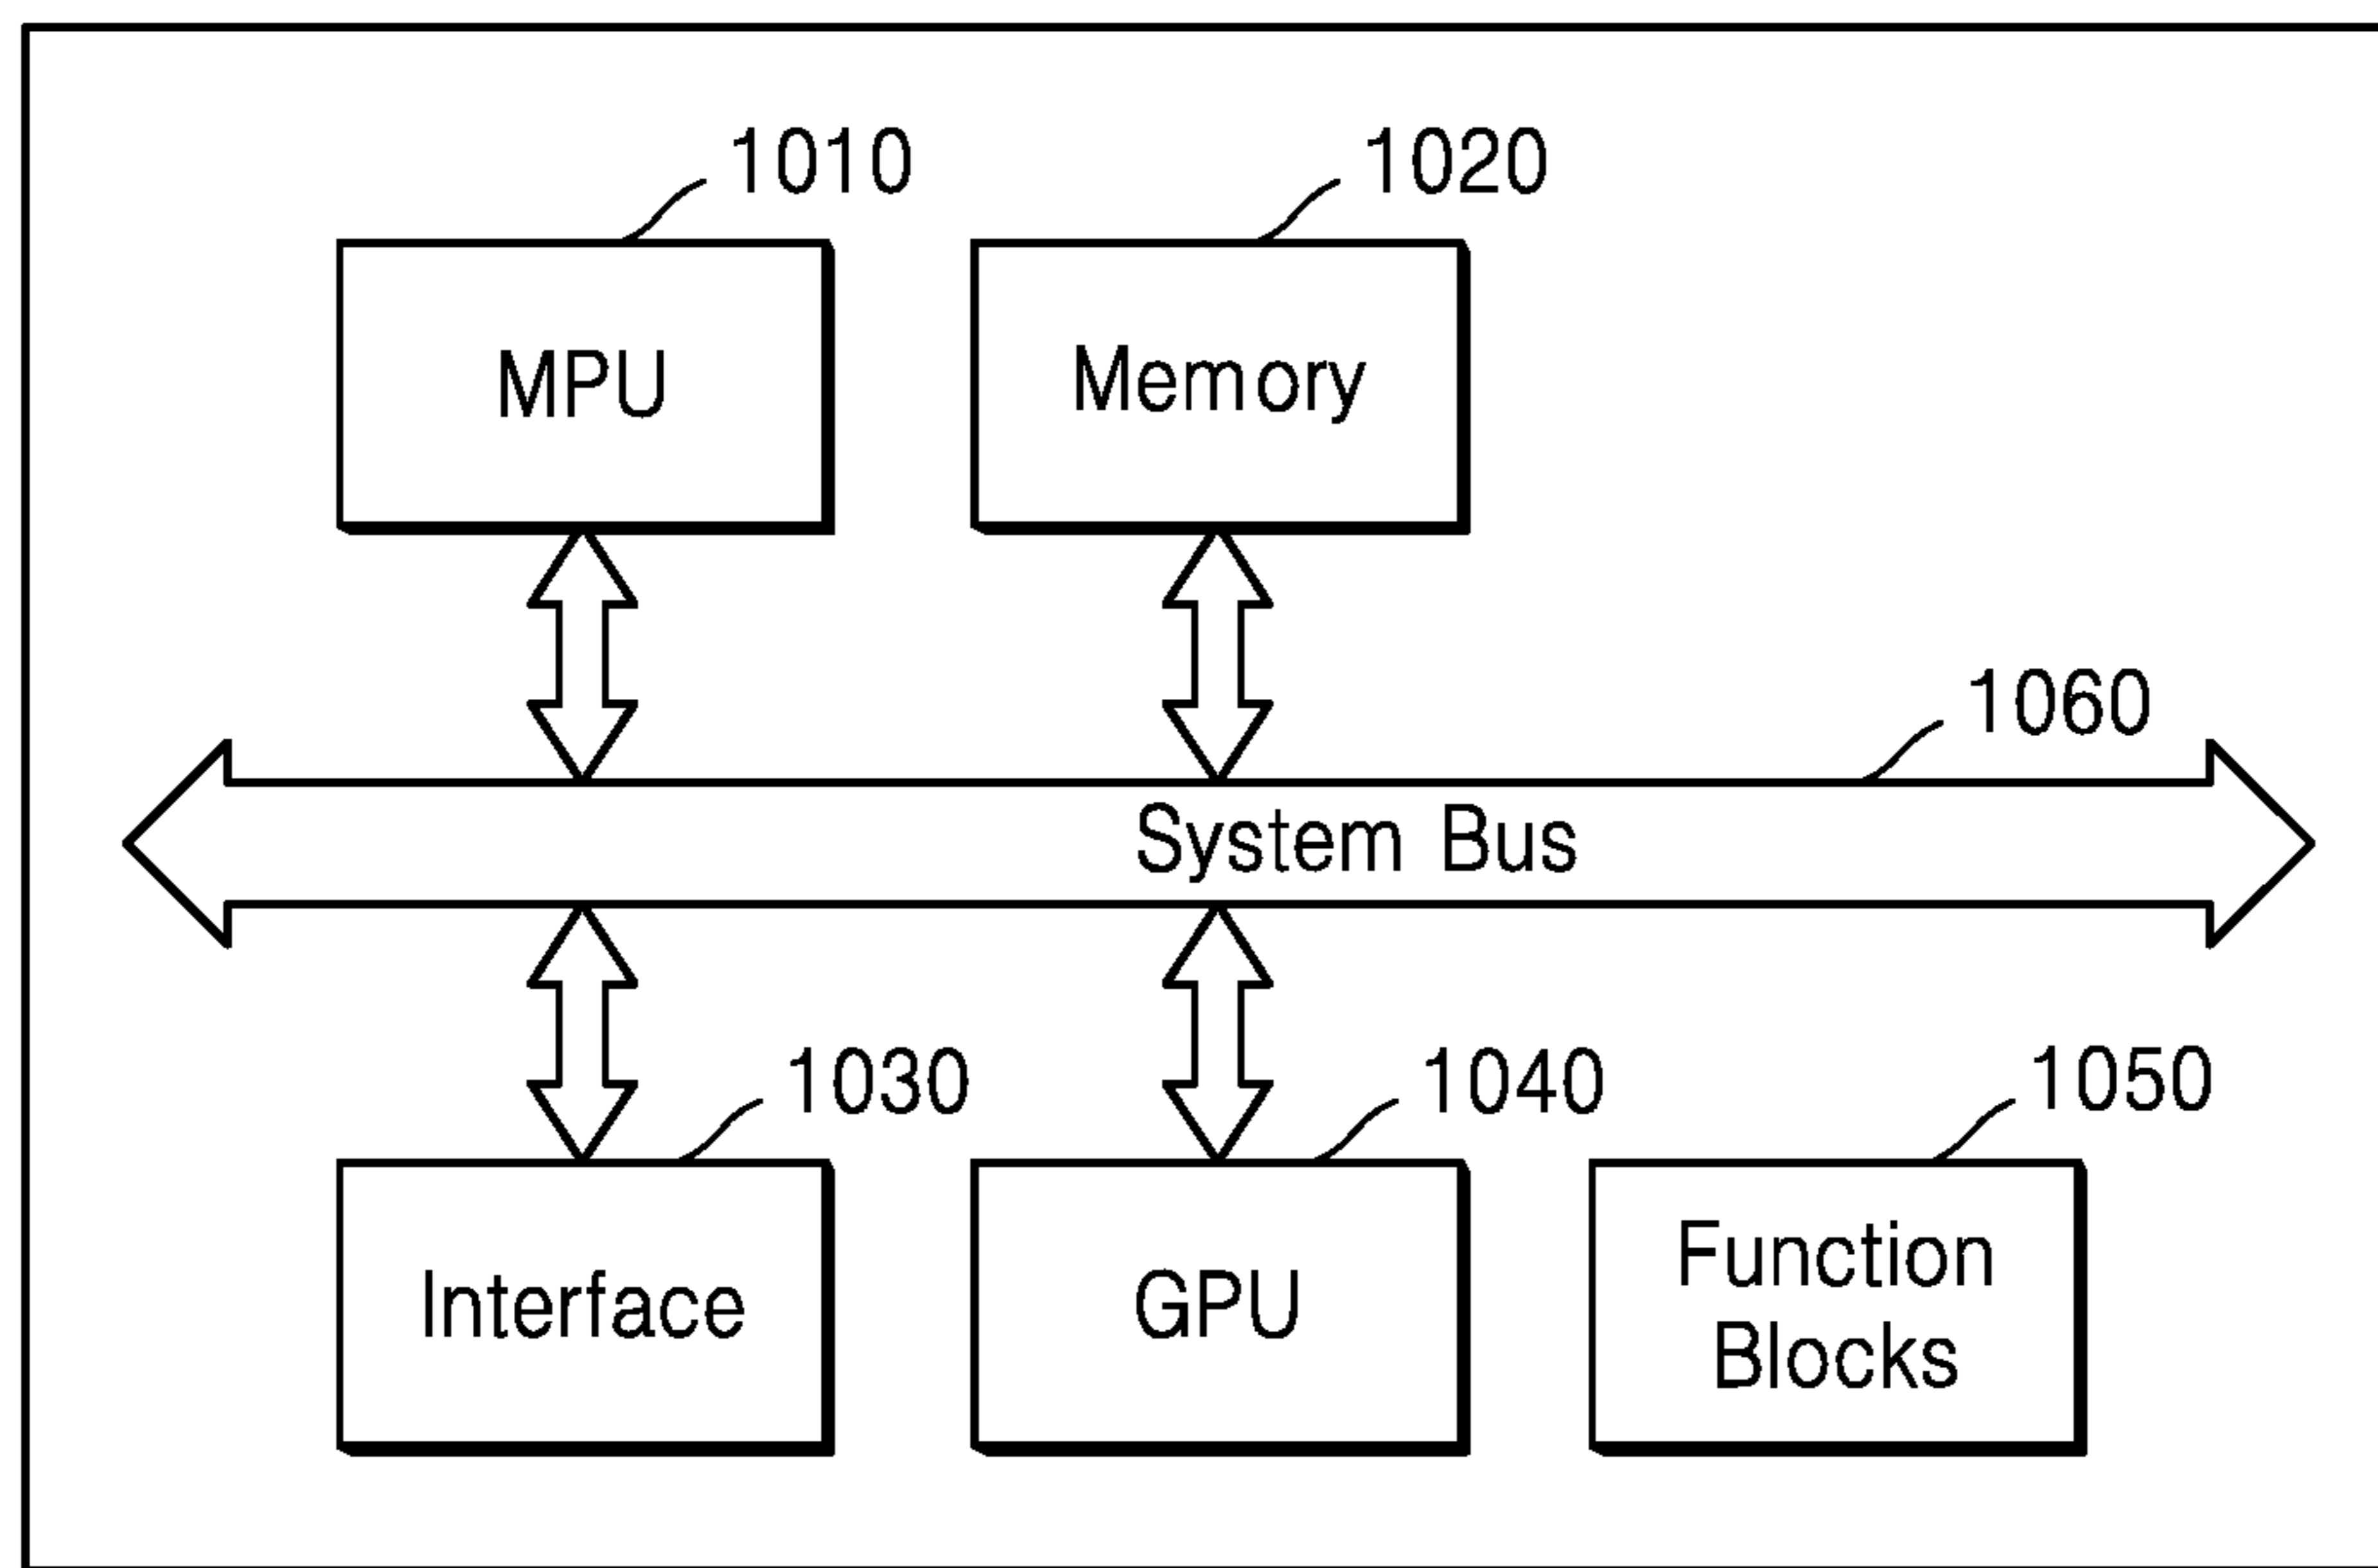 1010
1020
MPU
Memory
1060
System Bus
1030
1040
1050
Interface
GPU
Function
Blocks